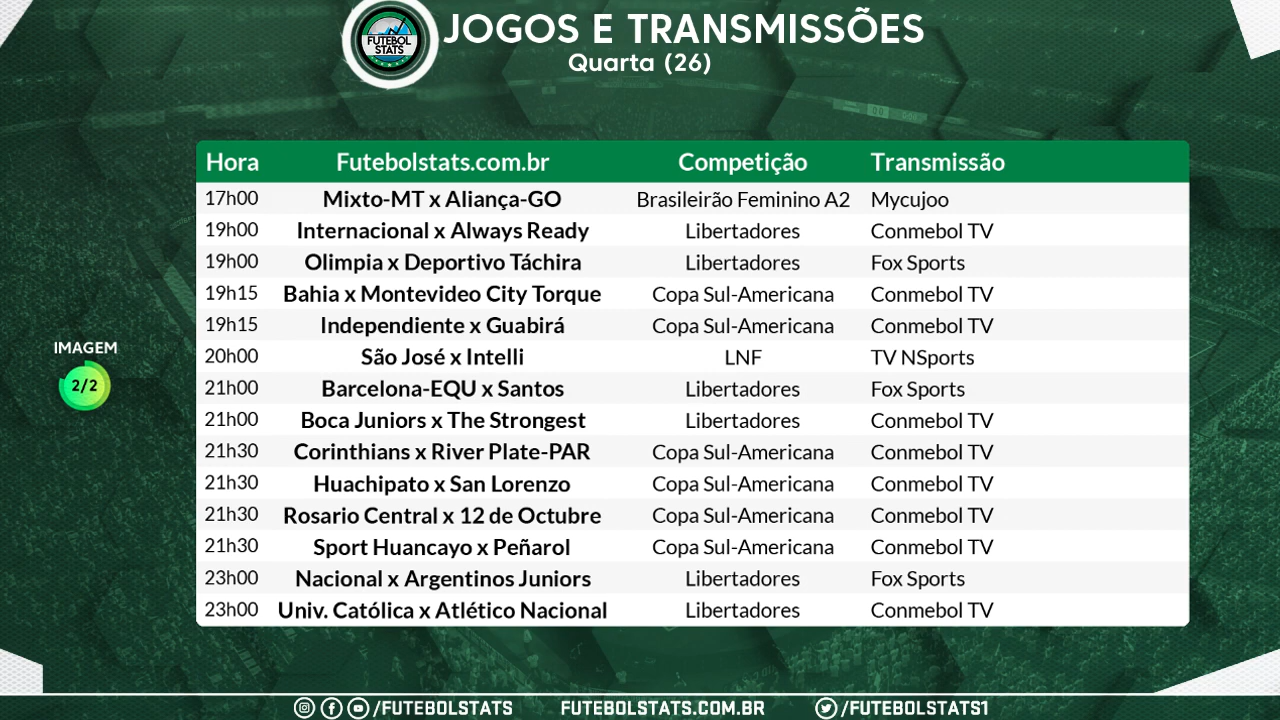 FUTEBOL
STATS
JOGOS E TRANSMISSÕES
Quarta (26)
Hora Futebolstats.com.br Competição Transmissão
17h00 Mixto-MT x Aliança-GO Brasileirão Feminino A2 Mycujoo
19h00 Internacional x Always Ready Libertadores Conmebol TV
19h00 Olimpia x Deportivo Táchira Libertadores Fox Sports
19h15 Bahia x Montevideo City Torque Copa Sul-Americana Conmebol TV
19h15 Independiente x Guabirá Copa Sul-Americana Conmebol TV
20h00 São José x Intelli LNF TV NSports
21h00 Barcelona-EQU x Santos Libertadores Fox Sports
21h00 Boca Juniors x The Strongest Libertadores Conmebol TV
21h30 Corinthians x River Plate-PAR Copa Sul-Americana Conmebol TV
21h30 Huachipato x San Lorenzo Copa Sul-Americana Conmebol TV
21h30 Rosario Central x 12 de Octubre Copa Sul-Americana Conmebol TV
21h30 Sport Huancayo x Peñarol Copa Sul-Americana Conmebol TV
23h00 Nacional x Argentinos Juniors Libertadores Fox Sports
23h00 Univ. Católica x Atlético Nacional Libertadores Conmebol TV
IMAGEM
2/2
/FUTEBOLSTATS FUTEBOLSTATS.COM.BR /FUTEBOLSTATS1